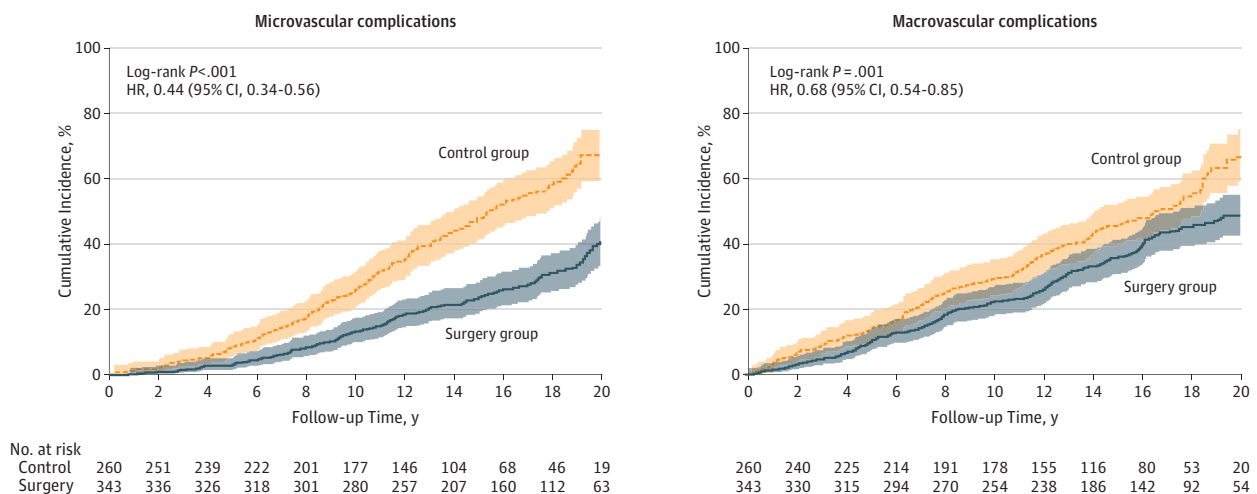 Microvascular complications
100
80
60
40
20
0
Cumulative Incidence, %
Log-rank P<.001
HR, 0.44 (95% CI, 0.34-0.56)
Control group
Surgery group
0 2 4 6 8 10 12 14 16 18 20
Follow-up Time, y
No. at risk
Control 260 251 239 222 201 177 146 104 68 46 19
Surgery 343 336 326 318 301 280 257 207 160 112 63
Macrovascular complications
100
80
60
40
20
0
Cumulative Incidence, %
Log-rank P=.001
HR, 0.68 (95% CI, 0.54-0.85)
Control group
Surgery group
0 2 4 6 8 10 12 14 16 18 20
Follow-up Time, y
260 240 225 214 191 178 155 116 80 53 20
343 330 315 294 270 254 238 186 142 92 54